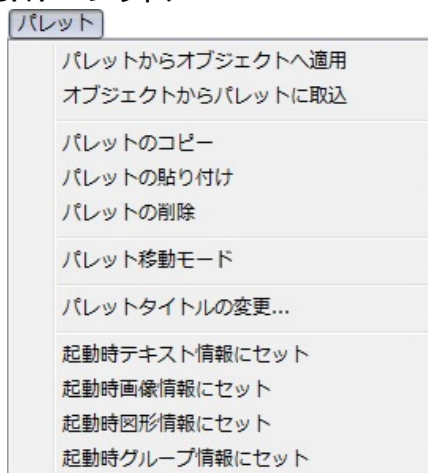 パレット
パレットからオブジェクトへ適用
オブジェクトからパレットに取込
パレットのコピー
パレットの貼り付け
パレットの削除
パレット移動モード
パレットタイトルの変更...
起動時テキスト情報にセット
起動時画像情報にセット
起動時図形情報にセット
起動時グループ情報にセット